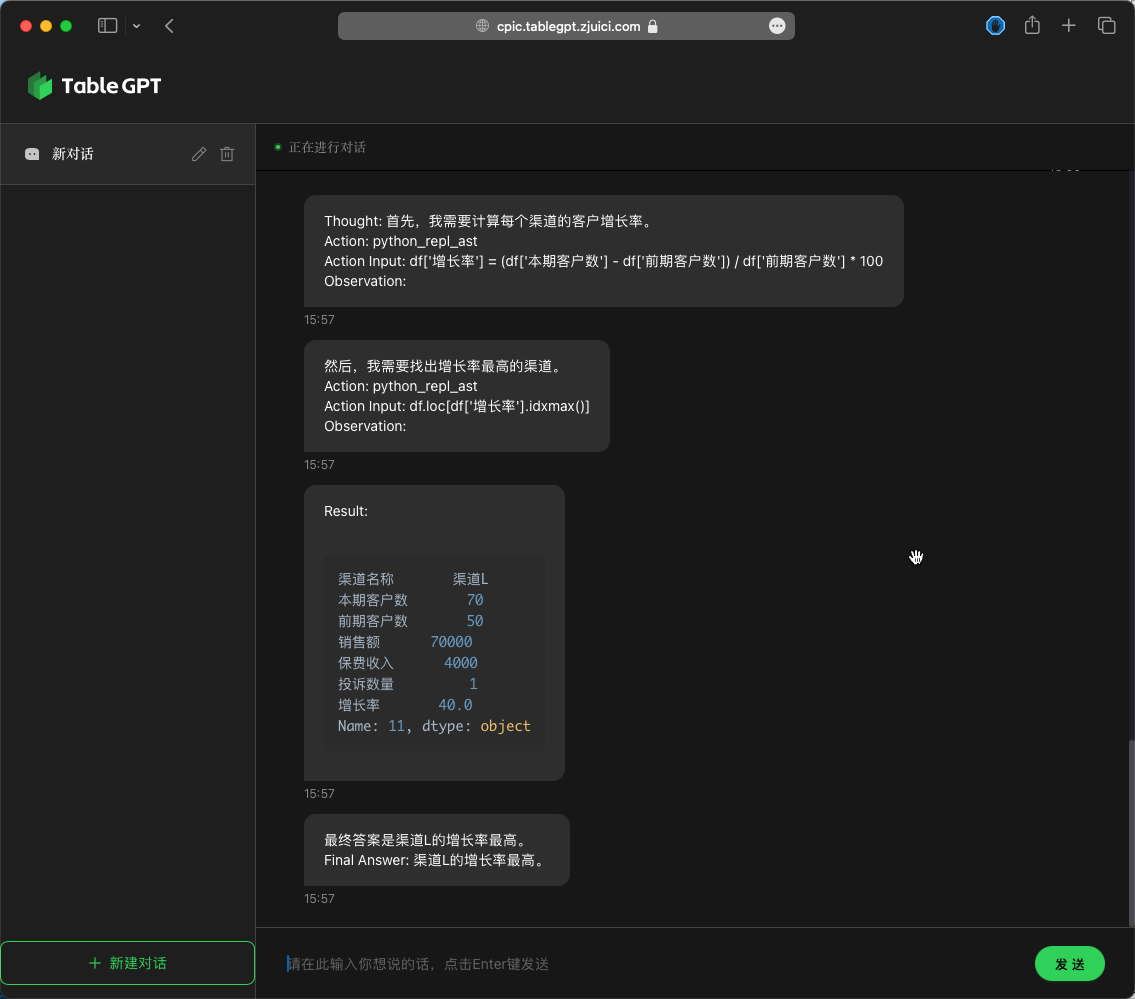 cpic.tablegpt.zjuici.com
TableGPT
新对话
正在进行对话
Thought: 首先，我需要计算每个渠道的客户增长率。
Action: python_repl_ast
Action Input: df['增长率'] = (df['本期客户数'] - df['前期客户数']) / df['前期客户数'] * 100
Observation:
15:57
然后，我需要找出增长率最高的渠道。
Action: python_repl_ast
Action Input: df.loc[df['增长率'].idxmax()]
Observation:
15:57
Result:
渠道名称 渠道L
本期客户数 70
前期客户数 50
销售额 70000
保费收入 4000
投诉数量 1
增长率 40.0
Name: 11, dtype: object
15:57
最终答案是渠道L的增长率最高。
Final Answer: 渠道L的增长率最高。
15:57
新建对话
请在此输入你想说的话，点击Enter键发送
发送